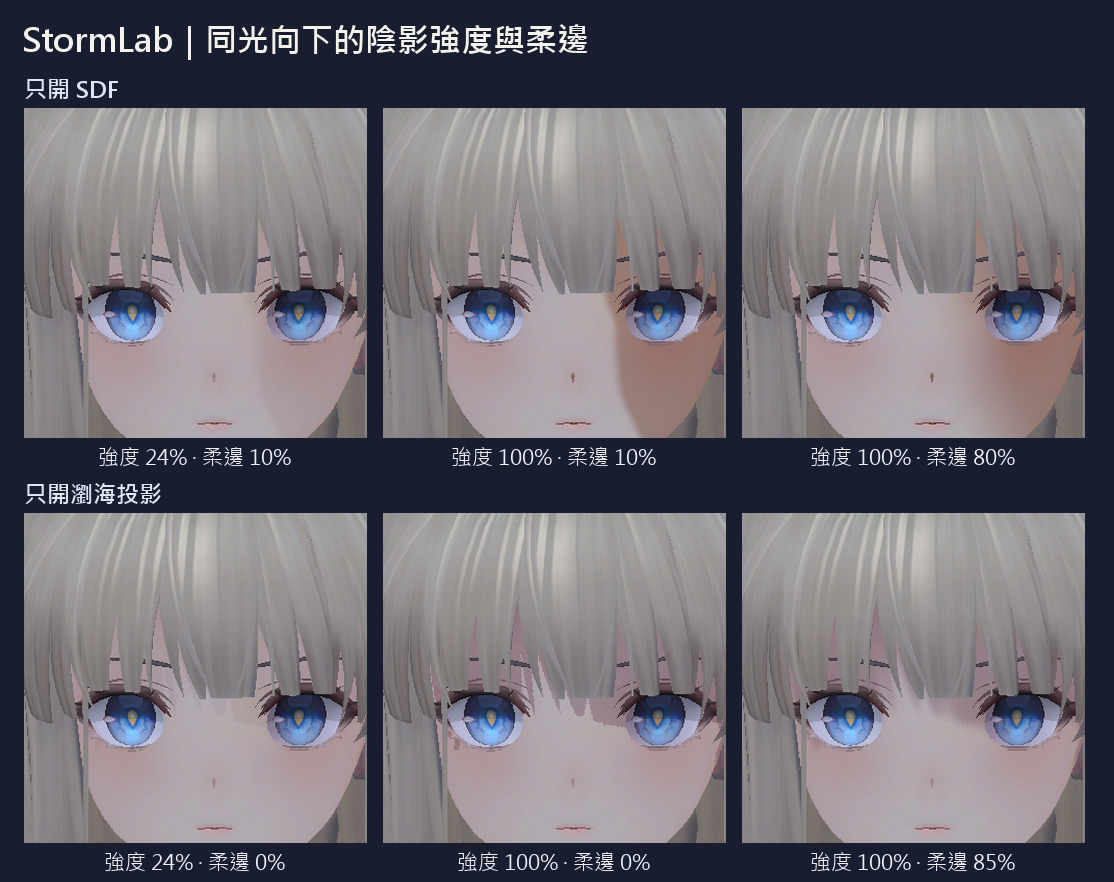 StormLab｜同光向下的陰影強度與柔邊
只開 SDF
強度 24% · 柔邊 10%
強度 100% · 柔邊 10%
強度 100% · 柔邊 80%
只開瀏海投影
強度 24% · 柔邊 0%
強度 100% · 柔邊 0%
強度 100% · 柔邊 85%